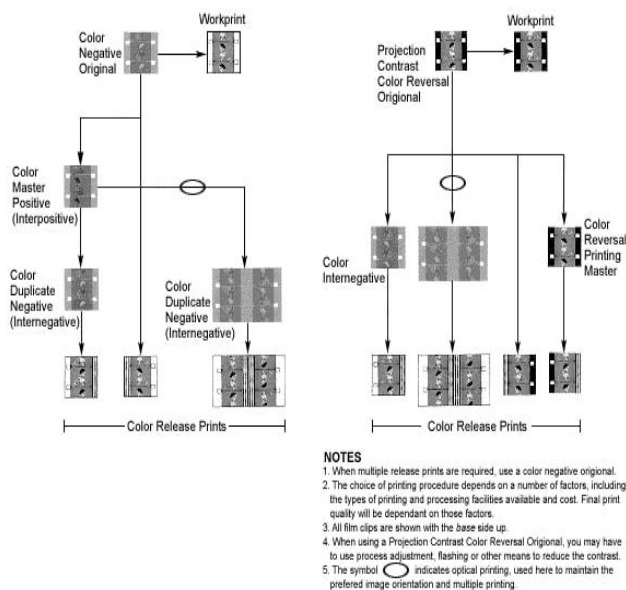 Workprint
Color
Negative
Original
Color
Master
Positive
(Interpositive)
Color
Duplicate
Negative
(Internegative)
Color
Duplicate
Negative
(Internegative)
Color Release Prints
Workprint
Projection
Contrast
Color Reversal
Origional
Color
Internegative
Color
Reversal
Printing
Master
Color Release Prints
NOTES
1. When multiple release prints are required, use a color negative origional.
2. The choice of printing procedure depends on a number of factors, including
the types of printing and processing facilities available and cost. Final print
quality will be dependant on those factors.
3. All film clips are shown with the base side up.
4. When using a Projection Contrast Color Reversal Origional, you may have
to use process adjustment, flashing or other means to reduce the contrast.
5. The symbol indicates optical printing, used here to maintain the
prefered image orientation and multiple printing.